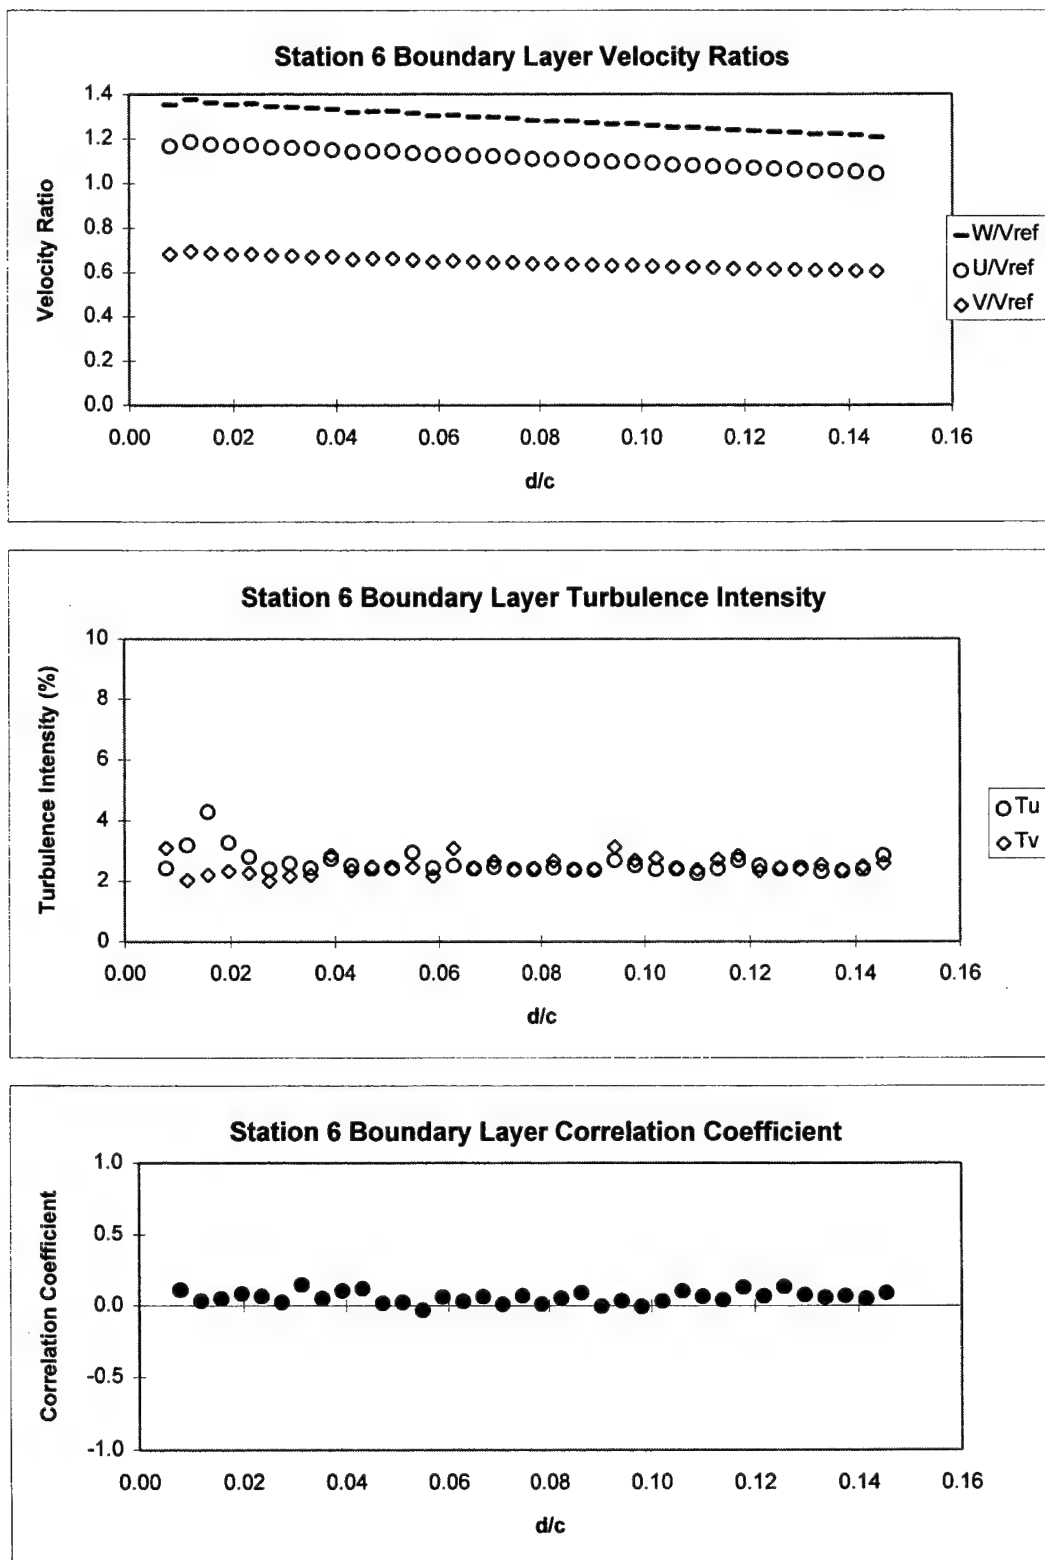 Station 6 Boundary Layer Velocity Ratios
1.4
1.2
1.0
0.8
0.6
0.4
0.2
0.0
Velocity Ratio
0.00 0.02 0.04 0.06 0.08 0.10 0.12 0.14 0.16
d/c
W/Vref
U/Vref
V/Vref
Station 6 Boundary Layer Turbulence Intensity
10
8
6
4
2
0
Turbulence Intensity (%)
0.00 0.02 0.04 0.06 0.08 0.10 0.12 0.14 0.16
d/c
Tu
Tv
Station 6 Boundary Layer Correlation Coefficient
1.0
0.5
0.0
-0.5
-1.0
Correlation Coefficient
0.00 0.02 0.04 0.06 0.08 0.10 0.12 0.14 0.16
d/c